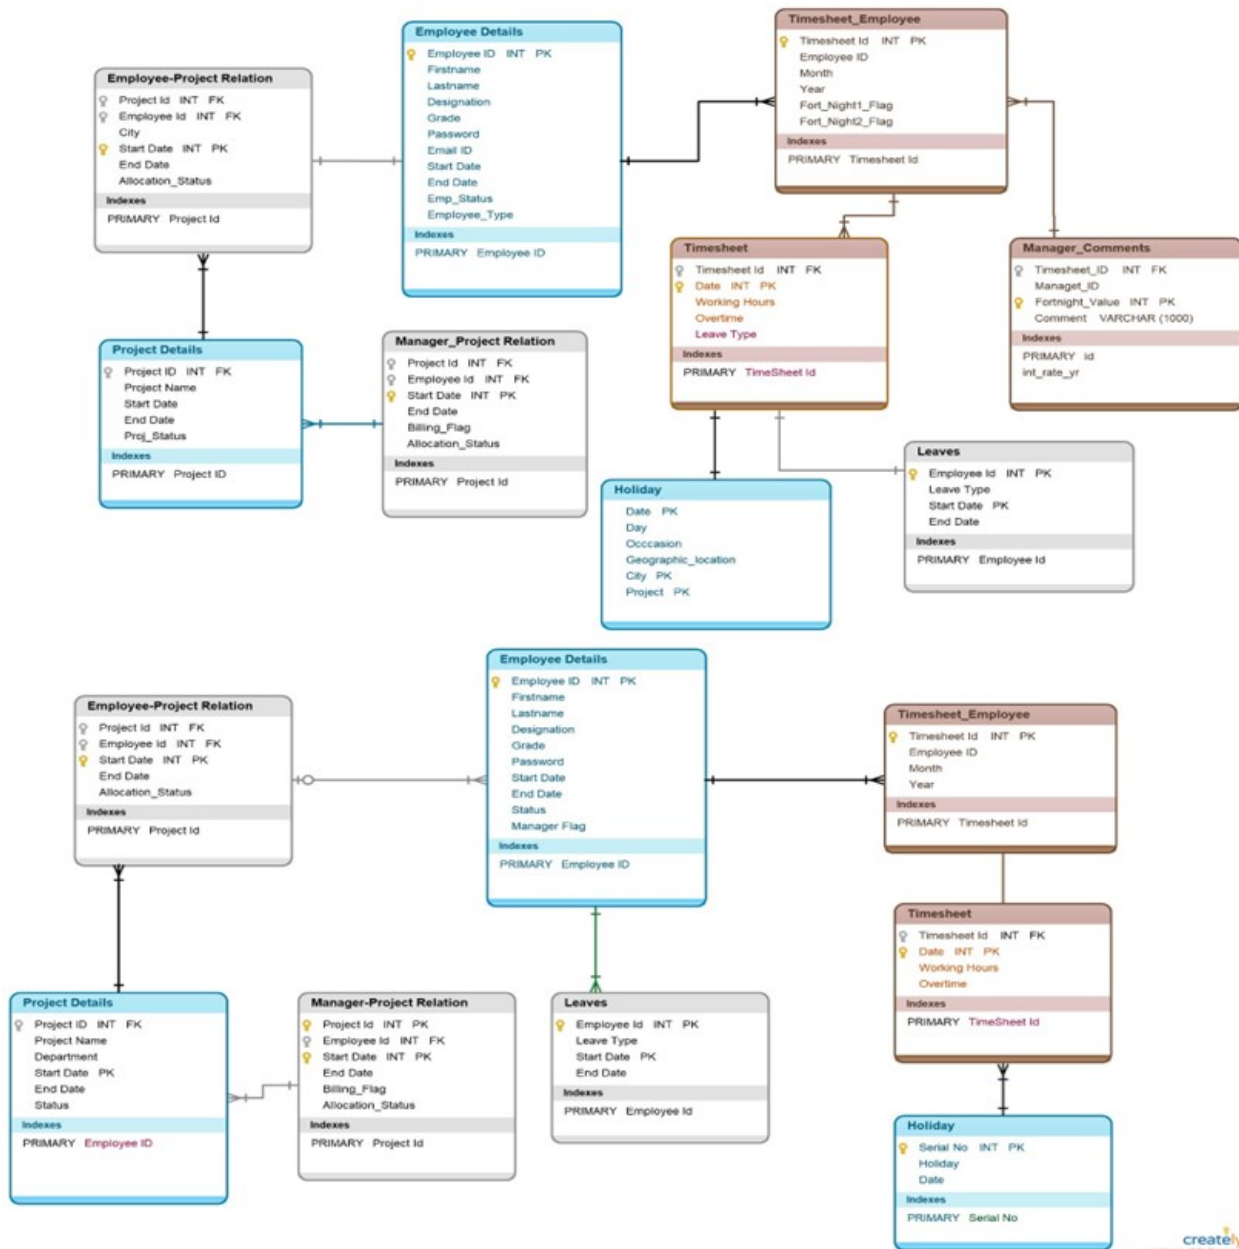 Employee Details
Employee ID INT PK
Firstname
Lastname
Designation
Grade
Password
Email ID
Start Date
End Date
Emp_Status
Employee_Type
Indexes
PRIMARY Employee ID
Timesheet_Employee
Timesheet Id INT PK
Employee ID
Month
Year
Fort_Night1_Flag
Fort_Night2_Flag
Indexes
PRIMARY Timesheet Id
Employee-Project Relation
Project Id INT FK
Employee Id INT FK
City
Start Date INT PK
End Date
Allocation_Status
Indexes
PRIMARY Project Id
Timesheet
Timesheet Id INT FK
Date INT PK
Working Hours
Overtime
Leave Type
Indexes
PRIMARY TimeSheet Id
Manager_Comments
Timesheet_ID INT FK
Managet_ID
Fortnight_Value INT PK
Comment VARCHAR (1000)
Indexes
PRIMARY id
int_rate_yr
Project Details
Project ID INT FK
Project Name
Start Date
End Date
Proj_Status
Indexes
PRIMARY Project ID
Manager_Project Relation
Project Id INT FK
Employee Id INT FK
Start Date INT PK
End Date
Billing_Flag
Allocation_Status
Indexes
PRIMARY Project Id
Holiday
Date PK
Day
Occcasion
Geographic_location
City PK
Project PK
Leaves
Employee Id INT PK
Leave Type
Start Date PK
End Date
Indexes
PRIMARY Employee Id
Employee Details
Employee ID INT PK
Firstname
Lastname
Designation
Grade
Password
Start Date
End Date
Status
Manager Flag
Indexes
PRIMARY Employee ID
Employee-Project Relation
Project Id INT FK
Employee Id INT FK
Start Date INT PK
End Date
Allocation_Status
Indexes
PRIMARY Project Id
Timesheet_Employee
Timesheet Id INT PK
Employee ID
Month
Year
Indexes
PRIMARY Timesheet Id
Timesheet
Timesheet Id INT FK
Date INT PK
Working Hours
Overtime
Indexes
PRIMARY TimeSheet Id
Project Details
Project ID INT FK
Project Name
Department
Start Date PK
End Date
Status
Indexes
PRIMARY Employee ID
Manager-Project Relation
Project Id INT PK
Employee Id INT FK
Start Date INT PK
End Date
Billing_Flag
Allocation_Status
Indexes
PRIMARY Project Id
Leaves
Employee Id INT PK
Leave Type
Start Date PK
End Date
Indexes
PRIMARY Employee Id
Holiday
Serial No INT PK
Holiday
Date
Indexes
PRIMARY Serial No
creately